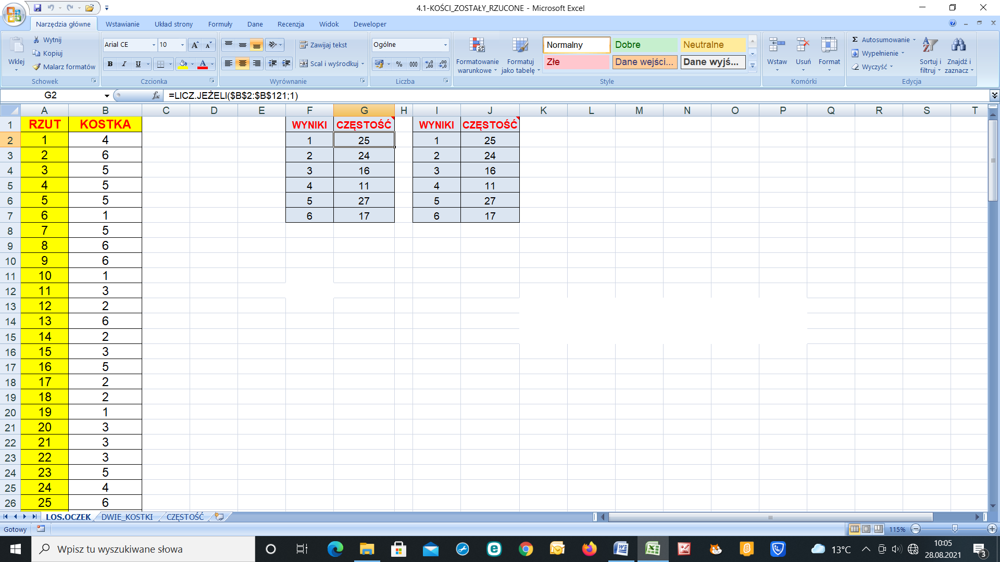 4.1-KOŚCI_ZOSTAŁY_RZUCONE - Microsoft Excel
Narzędzia główne Wstawianie Układ strony Formuły Dane Recenzja Widok Deweloper
Wklej
Wytnij
Kopiuj
Malarz formatów
Schowek
Arial CE 10
B I U
Czcionka
Zawijaj tekst
Scal i wyśrodkuj
Wyrównanie
Ogólne
% 000
Liczba
Formatowanie warunkowe
Formatuj jako tabelę
Normalny Dobre Neutralne
Złe Dane wejści... Dane wyjś...
Style
Wstaw Usuń Format
Komórki
Autosumowanie
Wypełnienie
Wyczyść
Sortuj i filtruj
Znajdź i zaznacz
Edycja
G2 fx =LICZ.JEŻELI($B$2:$B$121;1)
A B C D E F G H I J K L M N O P Q R S T
1 RZUT KOSTKA WYNIKI CZĘSTOŚĆ WYNIKI CZĘSTOŚĆ
2 1 4 1 25 1 25
3 2 6 2 24 2 24
4 3 5 3 16 3 16
5 4 5 4 11 4 11
6 5 5 5 27 5 27
7 6 1 6 17 6 17
8 7 5
9 8 6
10 9 6
11 10 1
12 11 3
13 12 2
14 13 6
15 14 2
16 15 3
17 16 5
18 17 2
19 18 2
20 19 1
21 20 3
22 21 3
23 22 3
24 23 5
25 24 4
26 25 6
LOS.OCZEK DWIE_KOSTKI CZĘSTOŚĆ
Gotowy 115%
Wpisz tu wyszukiwane słowa 13°C 10:05
28.08.2021 3